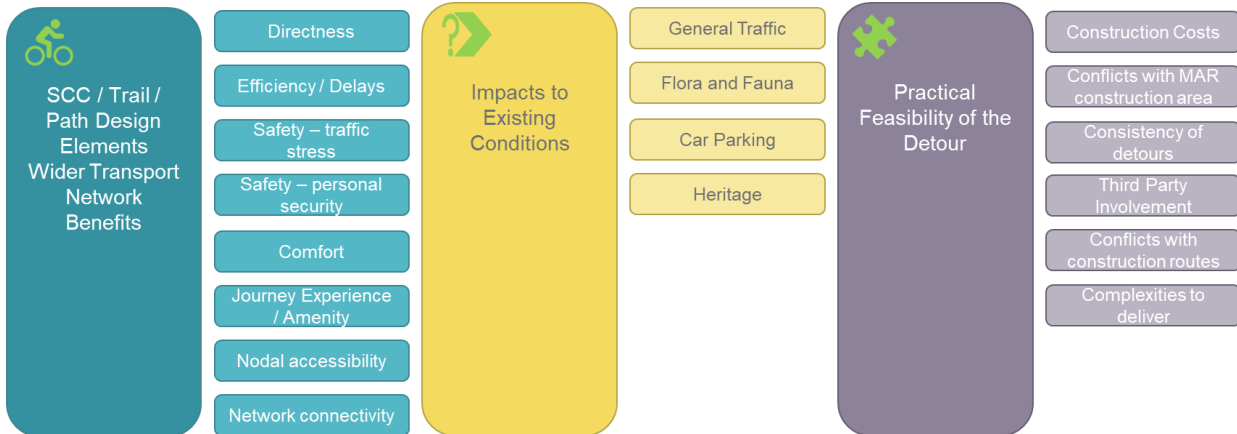 SCC / Trail /
Path Design
Elements
Wider Transport
Network
Benefits
Directness
Efficiency / Delays
Safety – traffic
stress
Safety – personal
security
Comfort
Journey Experience
/ Amenity
Nodal accessibility
Network connectivity
?
Impacts to
Existing
Conditions
General Traffic
Flora and Fauna
Car Parking
Heritage
Practical
Feasibility of the
Detour
Construction Costs
Conflicts with MAR
construction area
Consistency of
detours
Third Party
Involvement
Conflicts with
construction routes
Complexities to
deliver